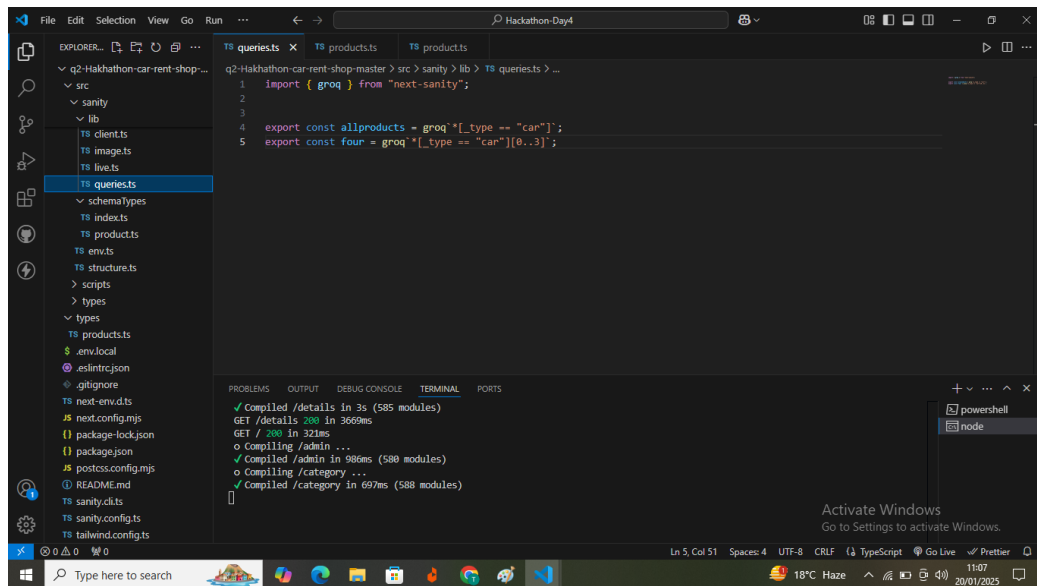 File Edit Selection View Go Run ··· ← → Hackathon-Day4
EXPLORER... ···
TS queries.ts × TS products.ts TS product.ts
q2-Hakhathon-car-rent-shop-master > src > sanity > lib > TS queries.ts > ...
q2-Hakhathon-car-rent-shop-...
src
sanity
lib
TS client.ts
TS image.ts
TS live.ts
TS queries.ts
schemaTypes
TS index.ts
TS product.ts
TS env.ts
TS structure.ts
> scripts
> types
types
TS products.ts
$ .env.local
.eslintrc.json
.gitignore
TS next-env.d.ts
JS next.config.mjs
{} package-lock.json
{} package.json
JS postcss.config.mjs
README.md
TS sanity.cli.ts
TS sanity.config.ts
TS tailwind.config.ts
1 import { groq } from "next-sanity";
2
3
4 export const allproducts = groq`*[_type == "car"]`;
5 export const four = groq`*[_type == "car"][0..3]`;
PROBLEMS OUTPUT DEBUG CONSOLE TERMINAL PORTS
✓ Compiled /details in 3s (585 modules)
GET /details 200 in 3669ms
GET / 200 in 321ms
○ Compiling /admin ...
✓ Compiled /admin in 986ms (580 modules)
○ Compiling /category ...
✓ Compiled /category in 697ms (588 modules)
powershell
node
Activate Windows
Go to Settings to activate Windows.
1
0 0 0 Ln 5, Col 51 Spaces: 4 UTF-8 CRLF {} TypeScript Go Live Prettier
Type here to search 18°C Haze 11:07
20/01/2025